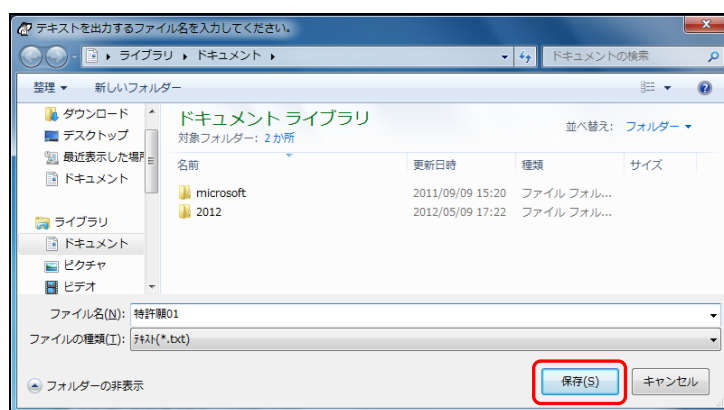 テキストを出力するファイル名を入力してください。
ライブラリ ▸ ドキュメント ▸
ドキュメントの検索
整理 ▼ 新しいフォルダー
ダウンロード
デスクトップ
最近表示した場所
ドキュメント
ライブラリ
ドキュメント
ピクチャ
ビデオ
ドキュメント ライブラリ
対象フォルダー: 2 か所
並べ替え: フォルダー ▼
名前 更新日時 種類 サイズ
microsoft 2011/09/09 15:20 ファイル フォル...
2012 2012/05/09 17:22 ファイル フォル...
ファイル名(N): 特許願01
ファイルの種類(T): ﾃｷｽﾄ(*.txt)
フォルダーの非表示
保存(S) キャンセル